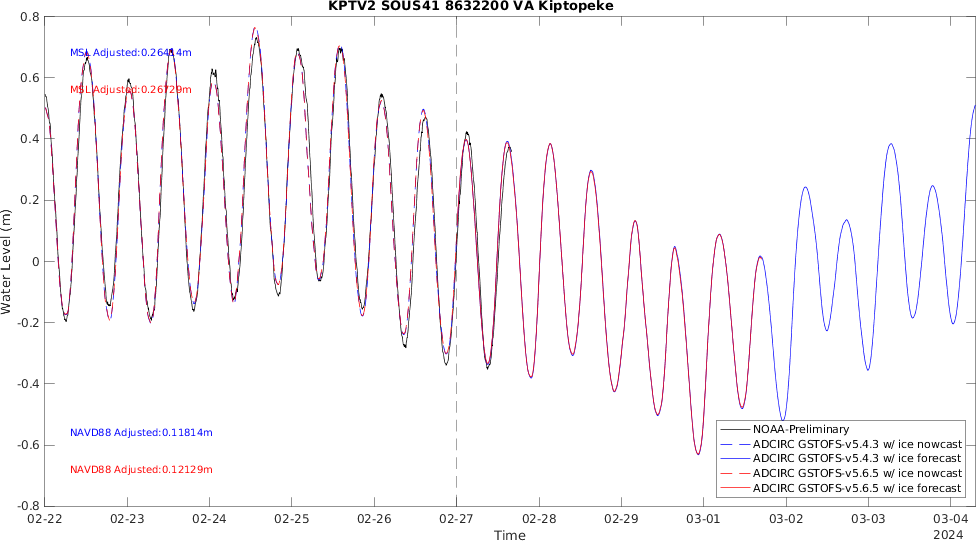 KPTV2 SOUS41 8632200 VA Kiptopeke
0.8
0.6
0.4
0.2
0
-0.2
-0.4
-0.6
-0.8
Water Level (m)
MSL Adjusted:0.26414m
MSL Adjusted:0.26729m
NAVD88 Adjusted:0.11814m
NAVD88 Adjusted:0.12129m
NOAA-Preliminary
ADCIRC GSTOFS-v5.4.3 w/ ice nowcast
ADCIRC GSTOFS-v5.4.3 w/ ice forecast
ADCIRC GSTOFS-v5.6.5 w/ ice nowcast
ADCIRC GSTOFS-v5.6.5 w/ ice forecast
02-22 02-23 02-24 02-25 02-26 02-27 02-28 02-29 03-01 03-02 03-03 03-04
Time
2024